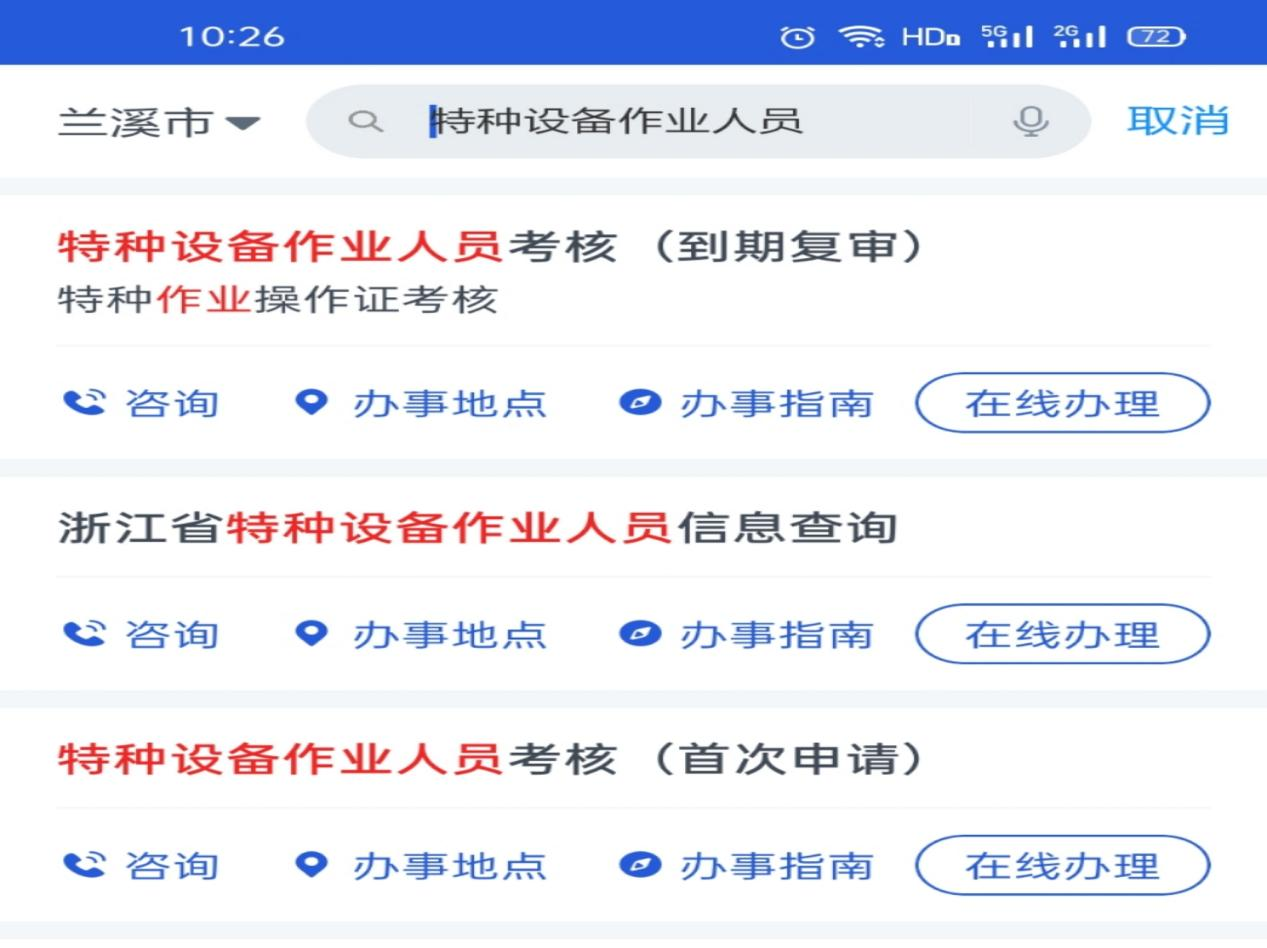 10:26 HD 5G 2G 72
兰溪市 特种设备作业人员 取消
特种设备作业人员考核（到期复审）
特种作业操作证考核
咨询 办事地点 办事指南 在线办理
浙江省特种设备作业人员信息查询
咨询 办事地点 办事指南 在线办理
特种设备作业人员考核（首次申请）
咨询 办事地点 办事指南 在线办理